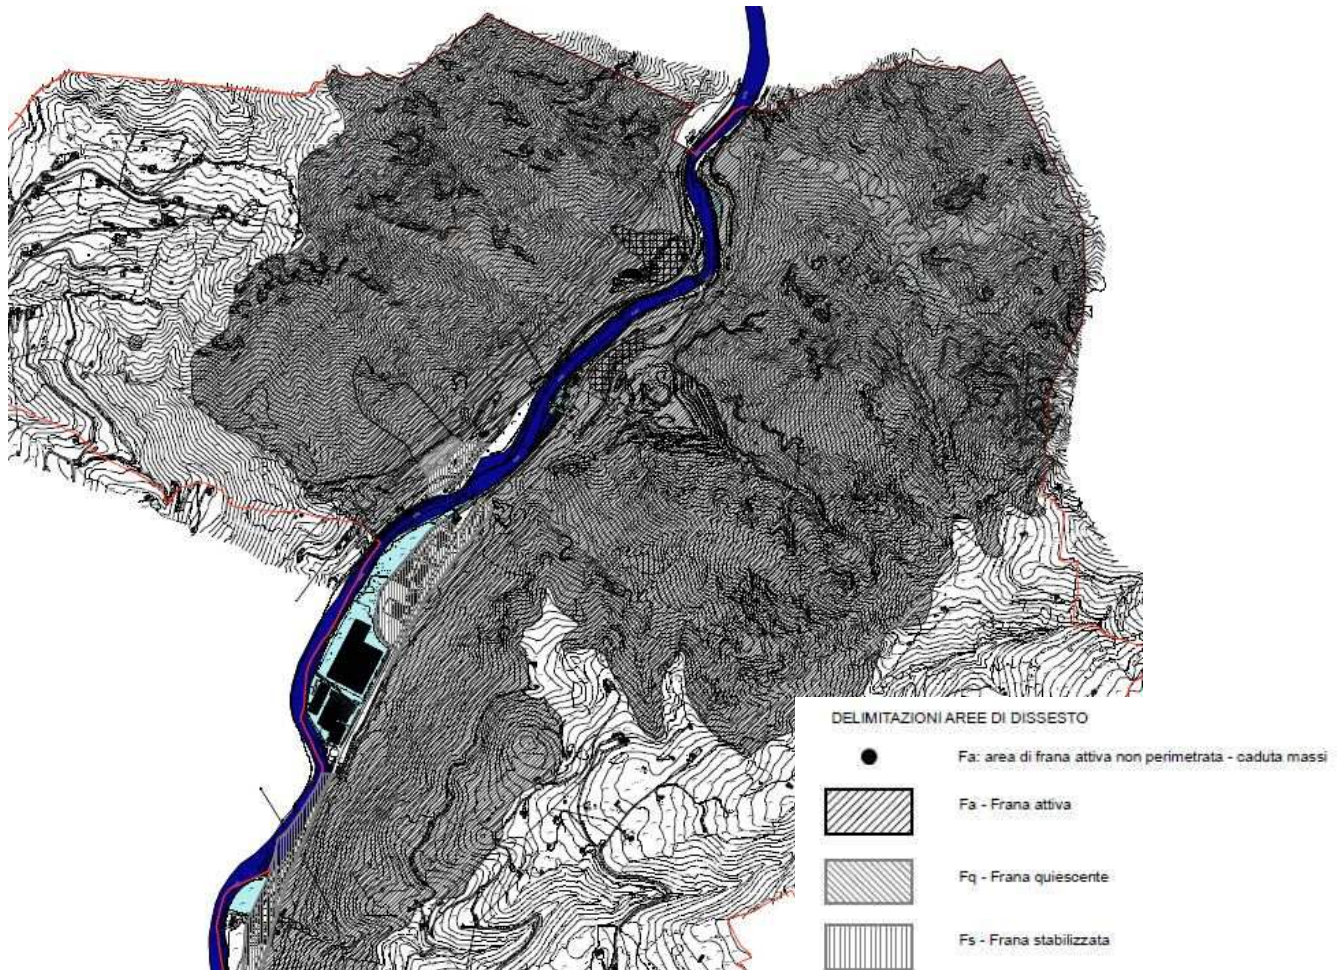 DELIMITAZIONI AREE DI DISSESTO
Fa: area di frana attiva non perimetrata - caduta massi
Fa - Frana attiva
Fq - Frana quiescente
Fs - Frana stabilizzata